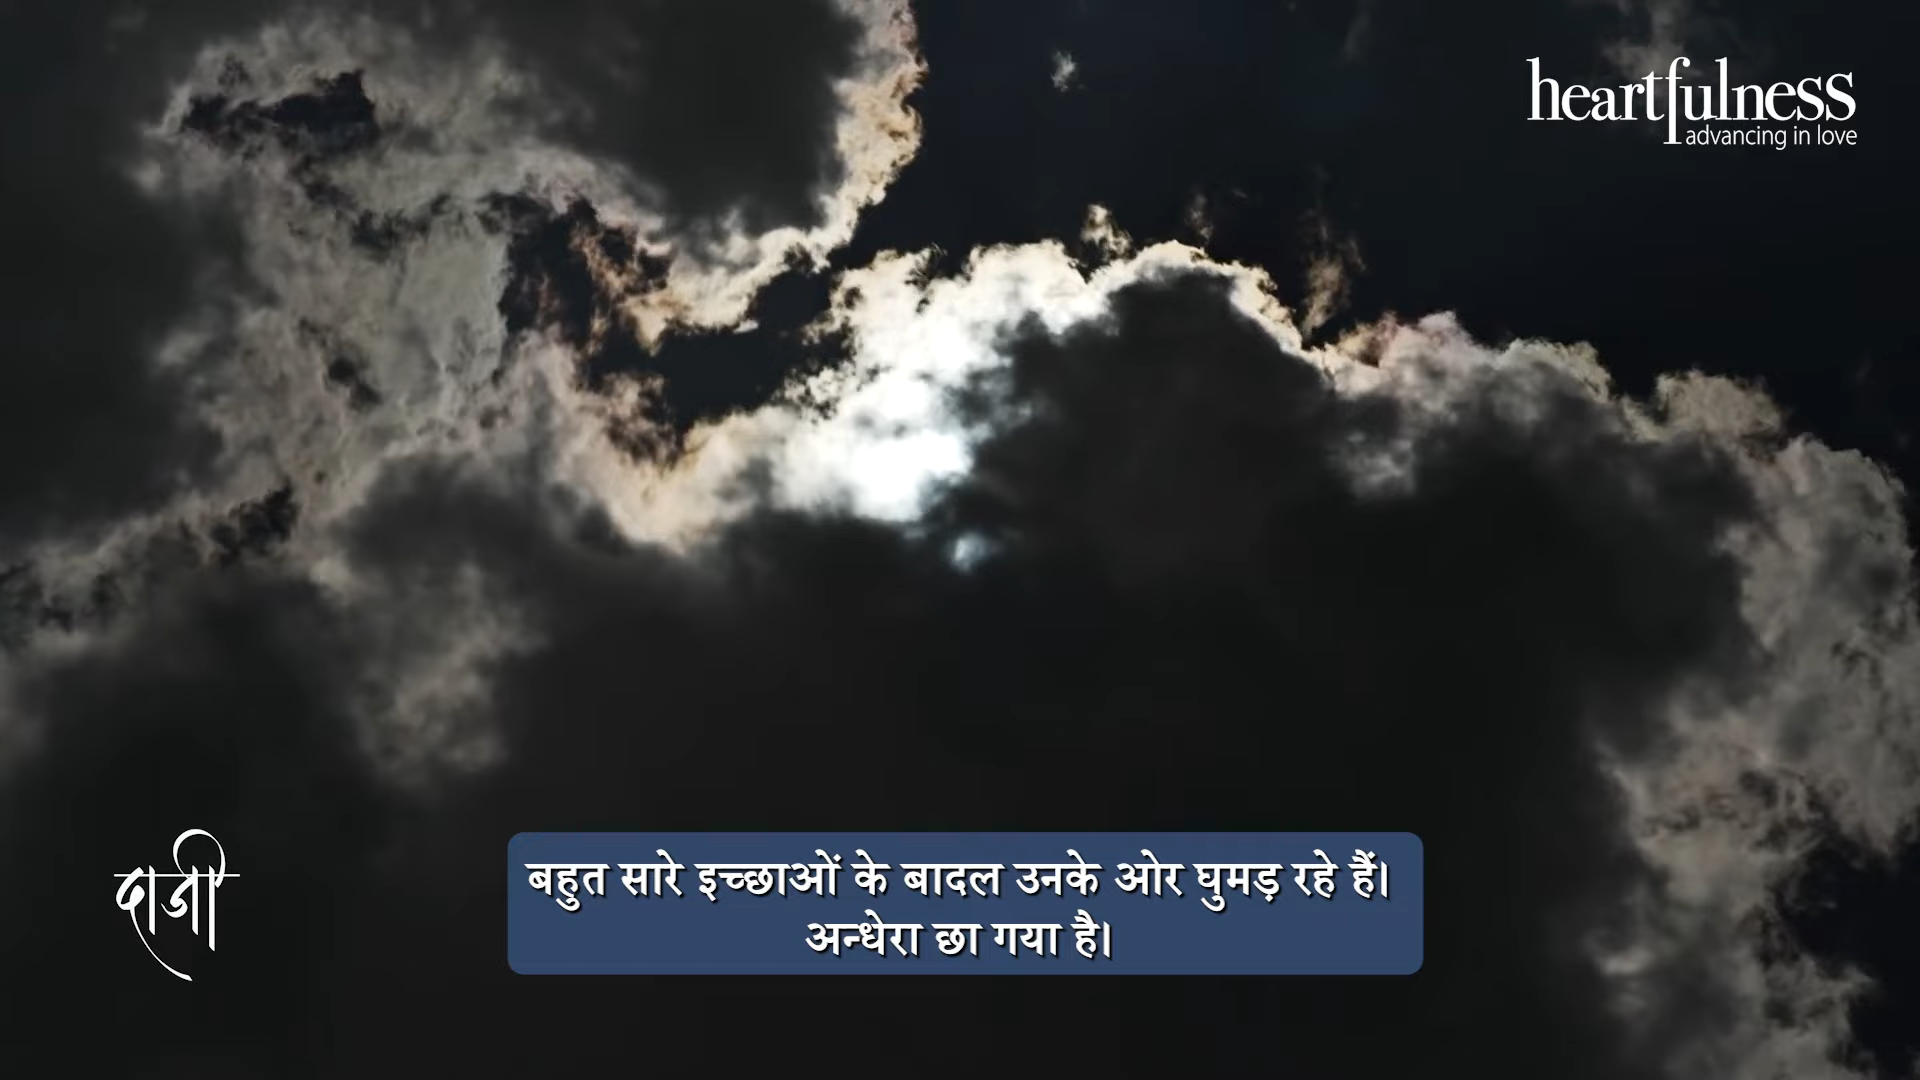 heartfulness
advancing in love
बहुत सारे इच्छाओं के बादल उनके ओर घुमड़ रहे हैं।
अन्धेरा छा गया है।
दाजी